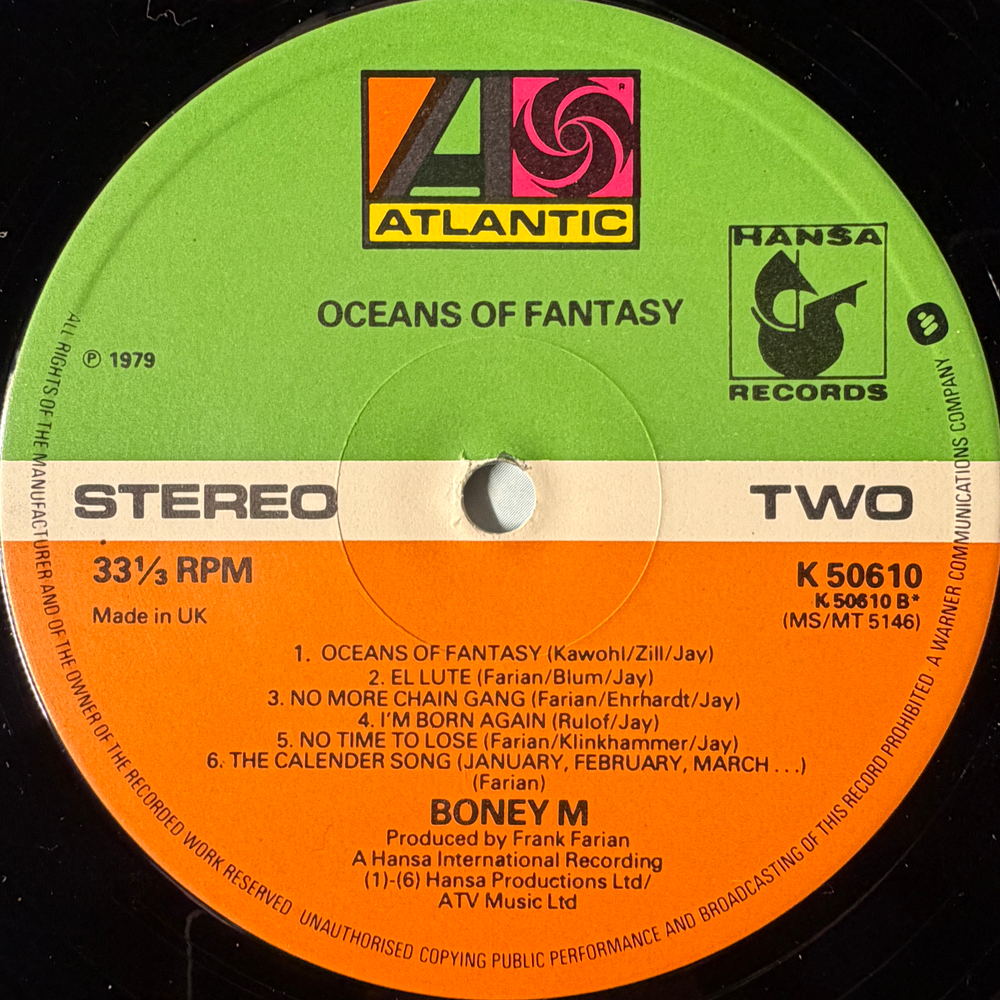 ATLANTIC
HANSA
RECORDS
OCEANS OF FANTASY
℗ 1979
STEREO
TWO
33⅓ RPM
Made in UK
K 50610
K 50610 B*
(MS/MT 5146)
1. OCEANS OF FANTASY (Kawohl/Zill/Jay)
2. EL LUTE (Farian/Blum/Jay)
3. NO MORE CHAIN GANG (Farian/Ehrhardt/Jay)
4. I'M BORN AGAIN (Rulof/Jay)
5. NO TIME TO LOSE (Farian/Klinkhammer/Jay)
6. THE CALENDER SONG (JANUARY, FEBRUARY, MARCH ...)
(Farian)
BONEY M
Produced by Frank Farian
A Hansa International Recording
(1)-(6) Hansa Productions Ltd/
ATV Music Ltd
ALL RIGHTS OF THE MANUFACTURER AND OF THE OWNER OF THE RECORDED WORK RESERVED UNAUTHORISED COPYING PUBLIC PERFORMANCE AND BROADCASTING OF THIS RECORD PROHIBITED · A WARNER COMMUNICATIONS COMPANY